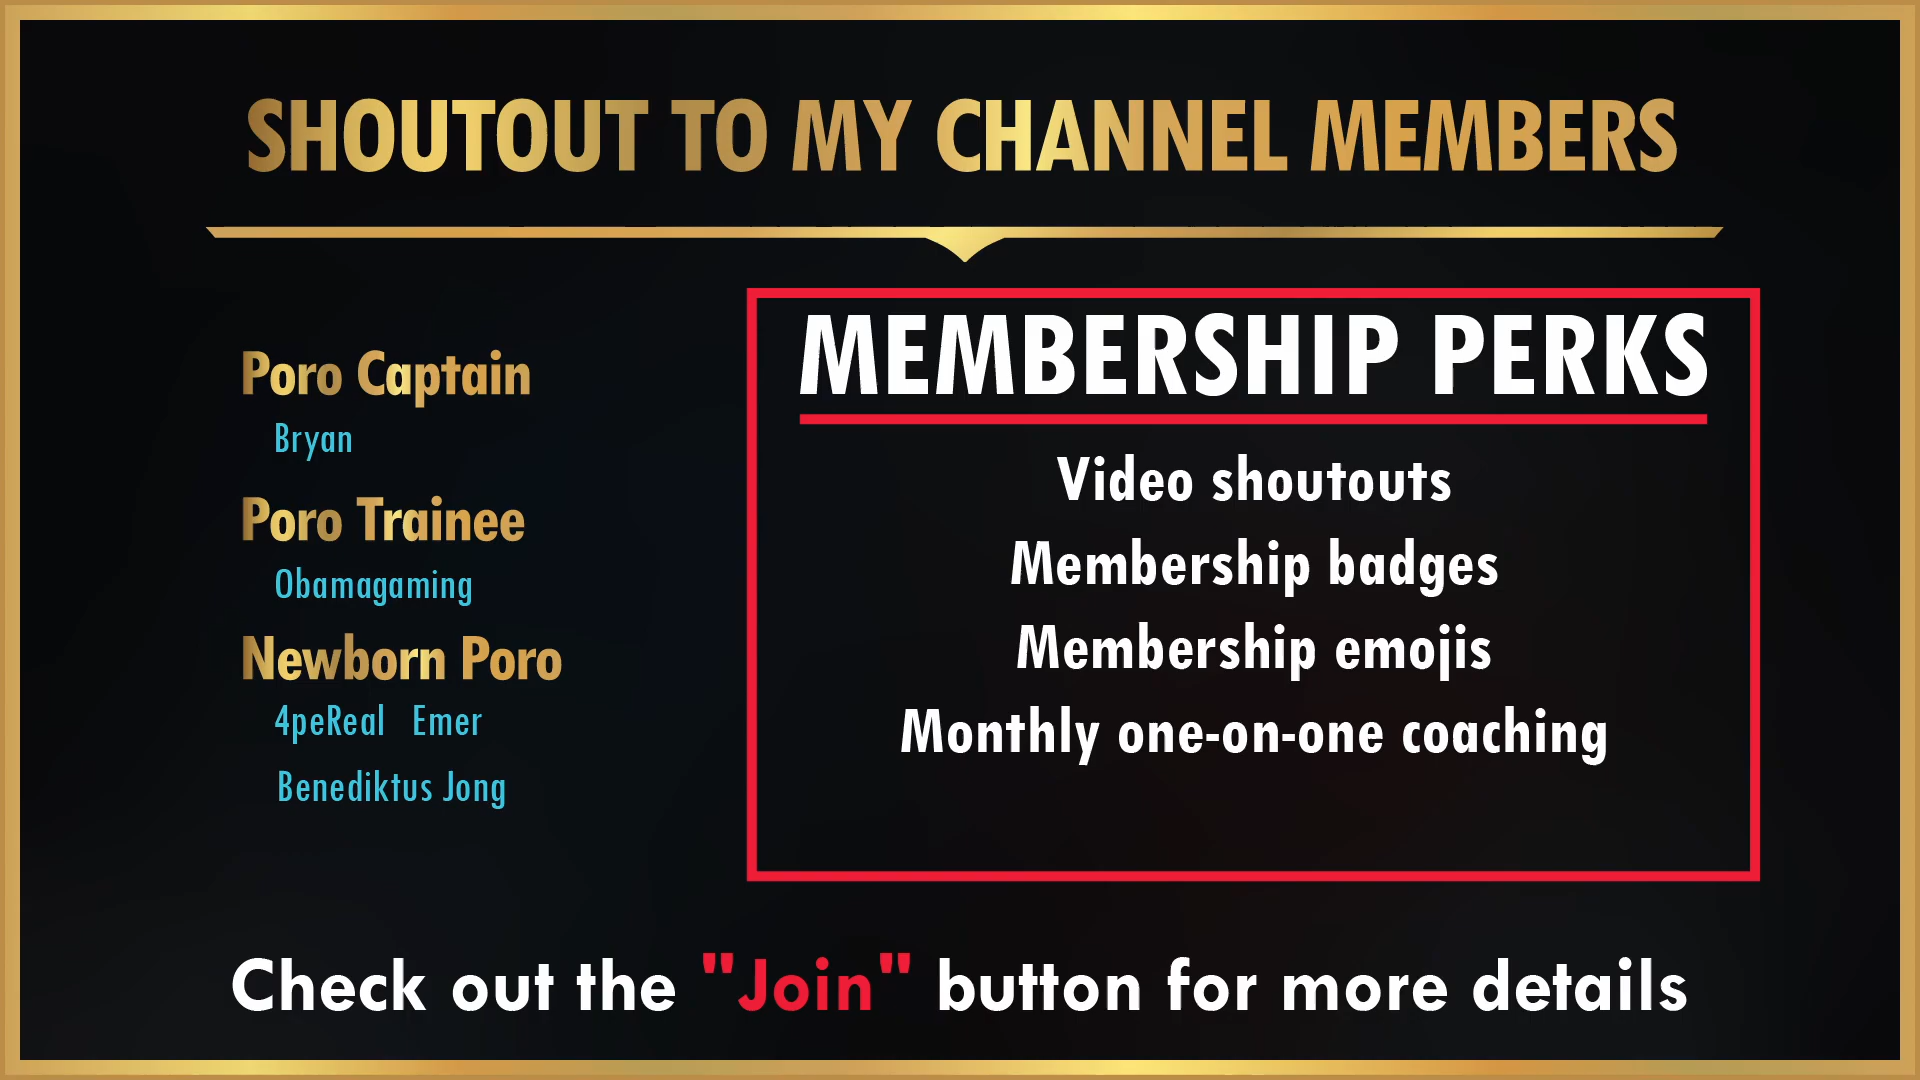 SHOUTOUT TO MY CHANNEL MEMBERS
Poro Captain
Bryan
Poro Trainee
Obamagaming
Newborn Poro
4peReal Emer
Benediktus Jong
MEMBERSHIP PERKS
Video shoutouts
Membership badges
Membership emojis
Monthly one-on-one coaching
Check out the "Join" button for more details